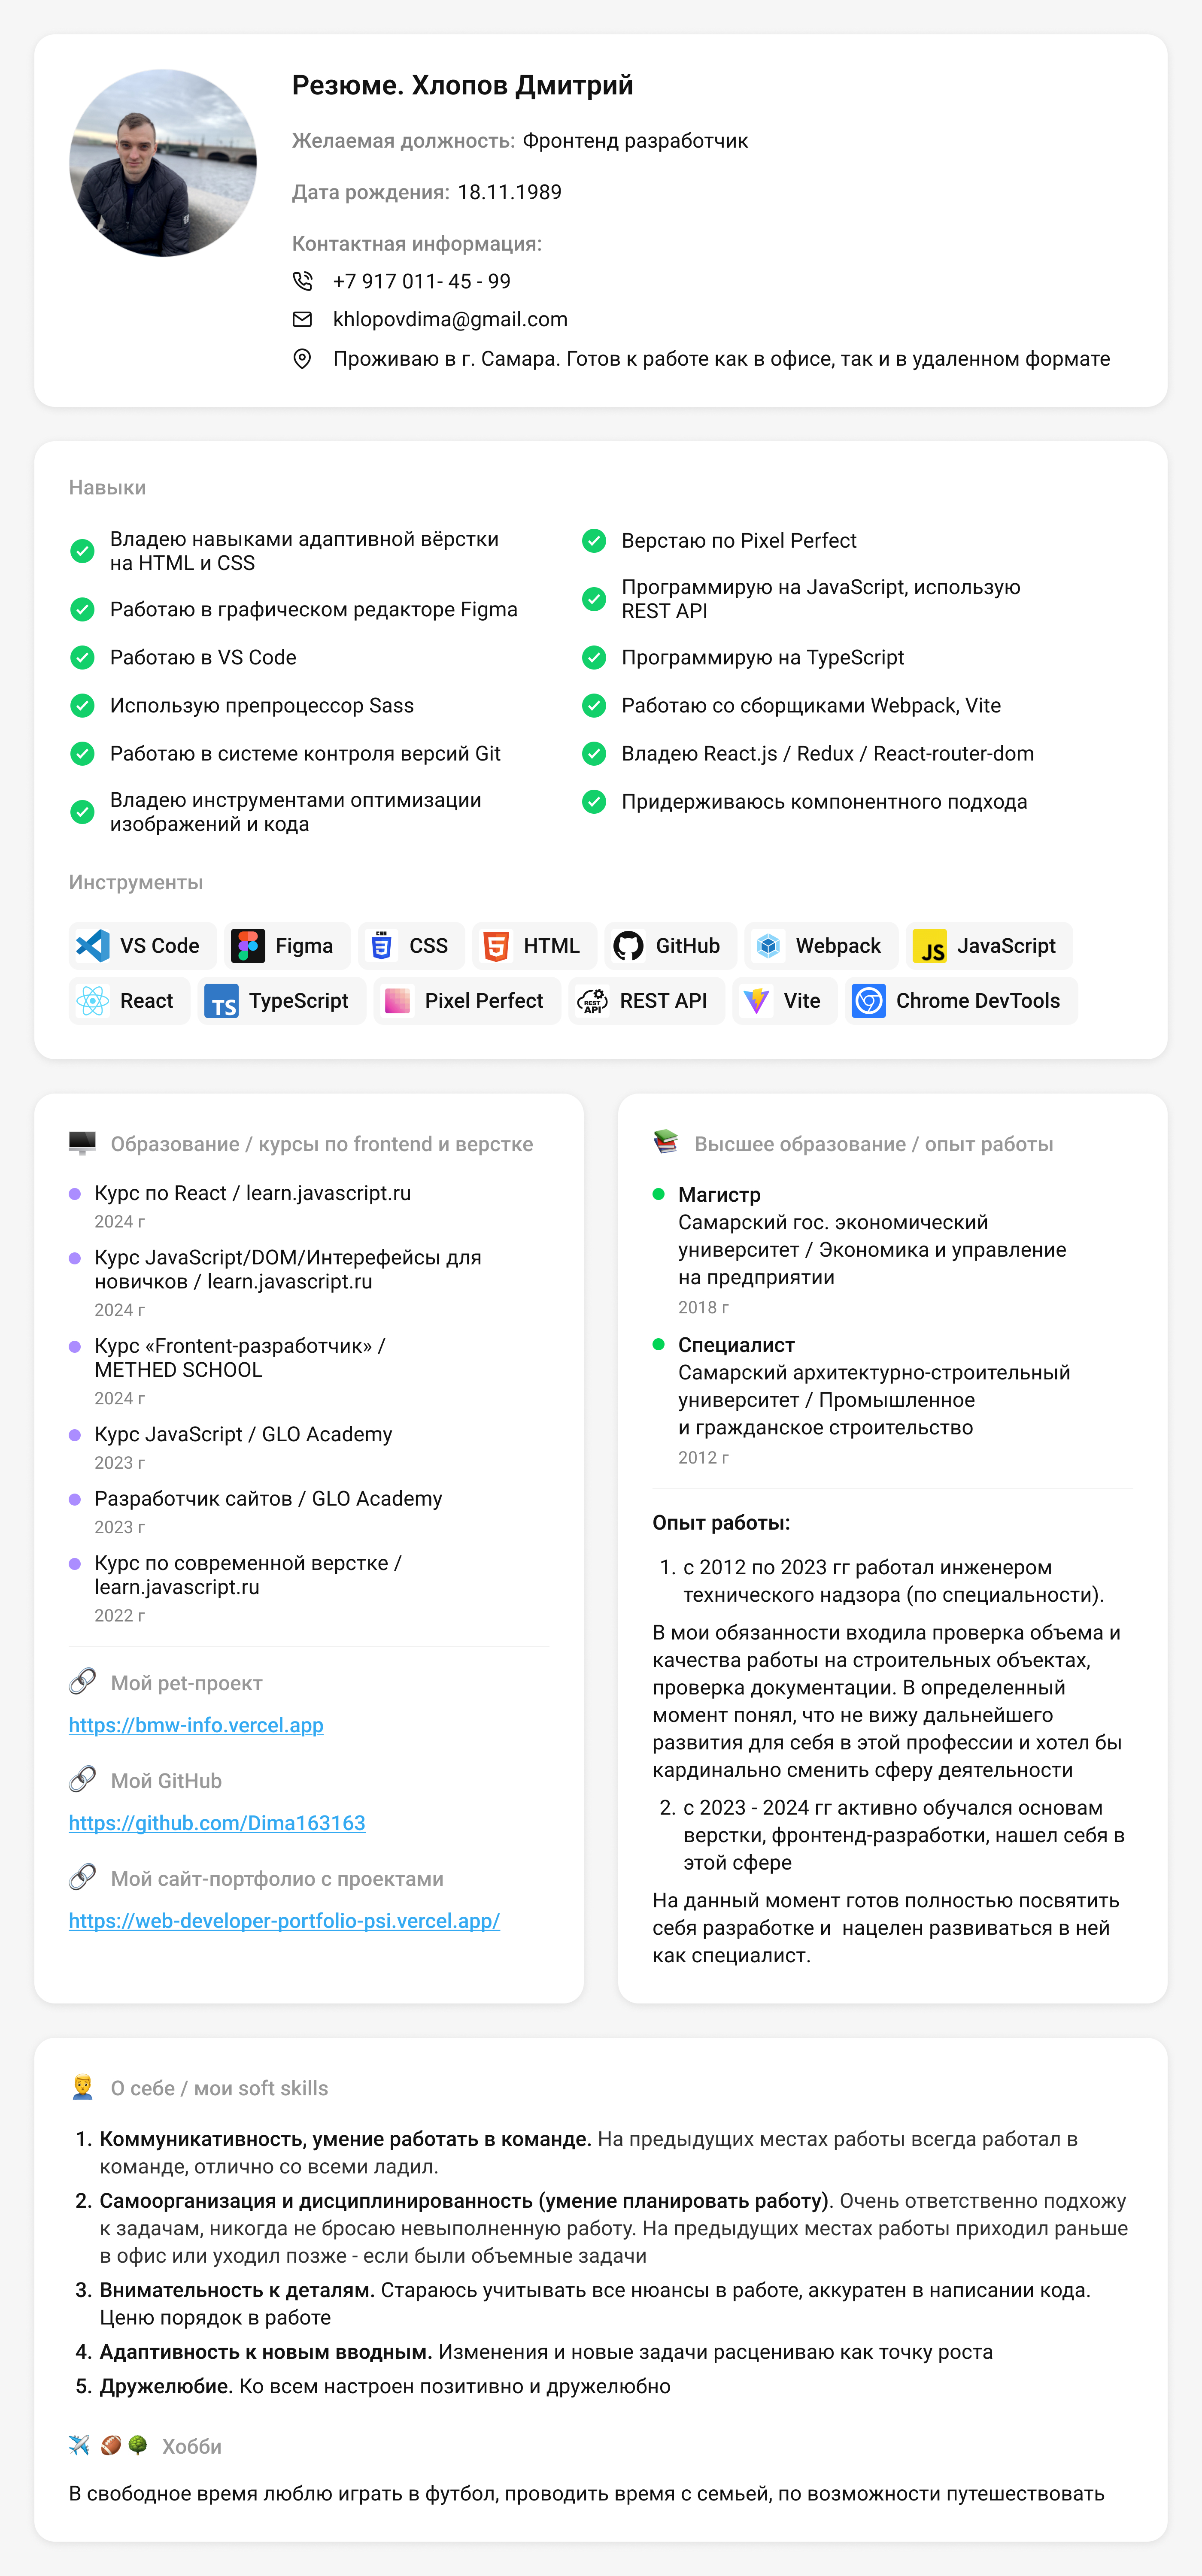 Резюме. Хлопов Дмитрий
Желаемая должность: Фронтенд разработчик
Дата рождения: 18.11.1989
Контактная информация:
+7 917 011- 45 - 99
khlopovdima@gmail.com
Проживаю в г. Самара. Готов к работе как в офисе, так и в удаленном формате
Навыки
Владею навыками адаптивной вёрстки
на HTML и CSS
Работаю в графическом редакторе Figma
Работаю в VS Code
Использую препроцессор Sass
Работаю в системе контроля версий Git
Владею инструментами оптимизации
изображений и кода
Верстаю по Pixel Perfect
Программирую на JavaScript, использую
REST API
Программирую на TypeScript
Работаю со сборщиками Webpack, Vite
Владею React.js / Redux / React-router-dom
Придерживаюсь компонентного подхода
Инструменты
VS Code Figma CSS CSS HTML GitHub Webpack JS JavaScript
React TS TypeScript Pixel Perfect REST API REST API Vite Chrome DevTools
Образование / курсы по frontend и верстке
Курс по React / learn.javascript.ru
2024 г
Курс JavaScript/DOM/Интерефейсы для
новичков / learn.javascript.ru
2024 г
Курс «Frontent-разработчик» /
METHED SCHOOL
2024 г
Курс JavaScript / GLO Academy
2023 г
Разработчик сайтов / GLO Academy
2023 г
Курс по современной верстке /
learn.javascript.ru
2022 г
Мой pet-проект
https://bmw-info.vercel.app
Мой GitHub
https://github.com/Dima163163
Мой сайт-портфолио с проектами
https://web-developer-portfolio-psi.vercel.app/
Высшее образование / опыт работы
Магистр
Самарский гос. экономический
университет / Экономика и управление
на предприятии
2018 г
Специалист
Самарский архитектурно-строительный
университет / Промышленное
и гражданское строительство
2012 г
Опыт работы:
1. с 2012 по 2023 гг работал инженером
технического надзора (по специальности).
В мои обязанности входила проверка объема и
качества работы на строительных объектах,
проверка документации. В определенный
момент понял, что не вижу дальнейшего
развития для себя в этой профессии и хотел бы
кардинально сменить сферу деятельности
2. с 2023 - 2024 гг активно обучался основам
верстки, фронтенд-разработки, нашел себя в
этой сфере
На данный момент готов полностью посвятить
себя разработке и  нацелен развиваться в ней
как специалист.
О себе / мои soft skills
1. Коммуникативность, умение работать в команде. На предыдущих местах работы всегда работал в
команде, отлично со всеми ладил.
2. Самоорганизация и дисциплинированность (умение планировать работу). Очень ответственно подхожу
к задачам, никогда не бросаю невыполненную работу. На предыдущих местах работы приходил раньше
в офис или уходил позже - если были объемные задачи
3. Внимательность к деталям. Стараюсь учитывать все нюансы в работе, аккуратен в написании кода.
Ценю порядок в работе
4. Адаптивность к новым вводным. Изменения и новые задачи расцениваю как точку роста
5. Дружелюбие. Ко всем настроен позитивно и дружелюбно
Хобби
В свободное время люблю играть в футбол, проводить время с семьей, по возможности путешествовать